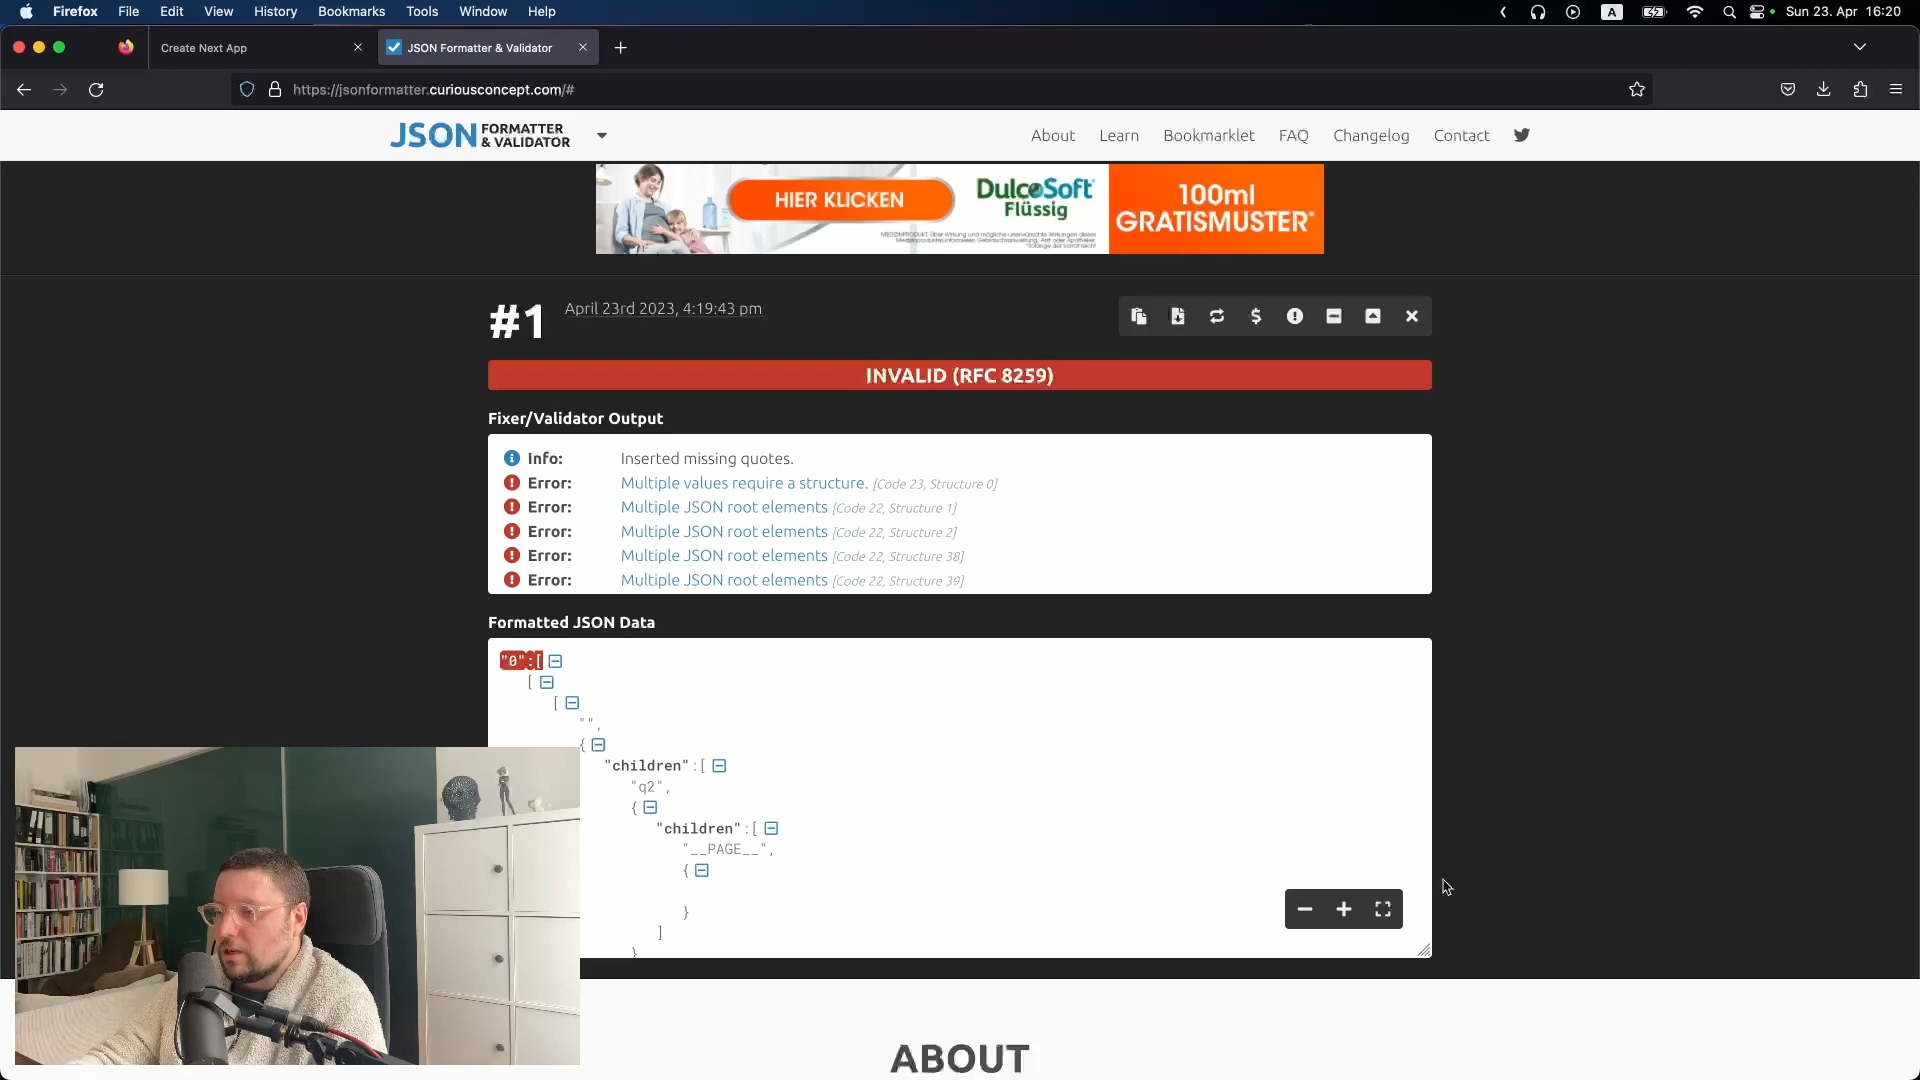 Firefox File Edit View History Bookmarks Tools Window Help
A
Sun 23. Apr 16:20
Create Next App
JSON Formatter & Validator
https://jsonformatter.curiousconcept.com/#
JSON FORMATTER & VALIDATOR
About Learn Bookmarklet FAQ Changelog Contact
HIER KLICKEN
DulcoSoft®
Flüssig
100ml
GRATISMUSTER*
#1
April 23rd 2023, 4:19:43 pm
INVALID (RFC 8259)
Fixer/Validator Output
Info: Inserted missing quotes.
Error: Multiple values require a structure. [Code 23, Structure 0]
Error: Multiple JSON root elements [Code 22, Structure 1]
Error: Multiple JSON root elements [Code 22, Structure 2]
Error: Multiple JSON root elements [Code 22, Structure 38]
Error: Multiple JSON root elements [Code 22, Structure 39]
Formatted JSON Data
"0":[
[
[
"",
{
"children":[
"q2",
{
"children":[
"__PAGE__",
{
}
]
}
ABOUT